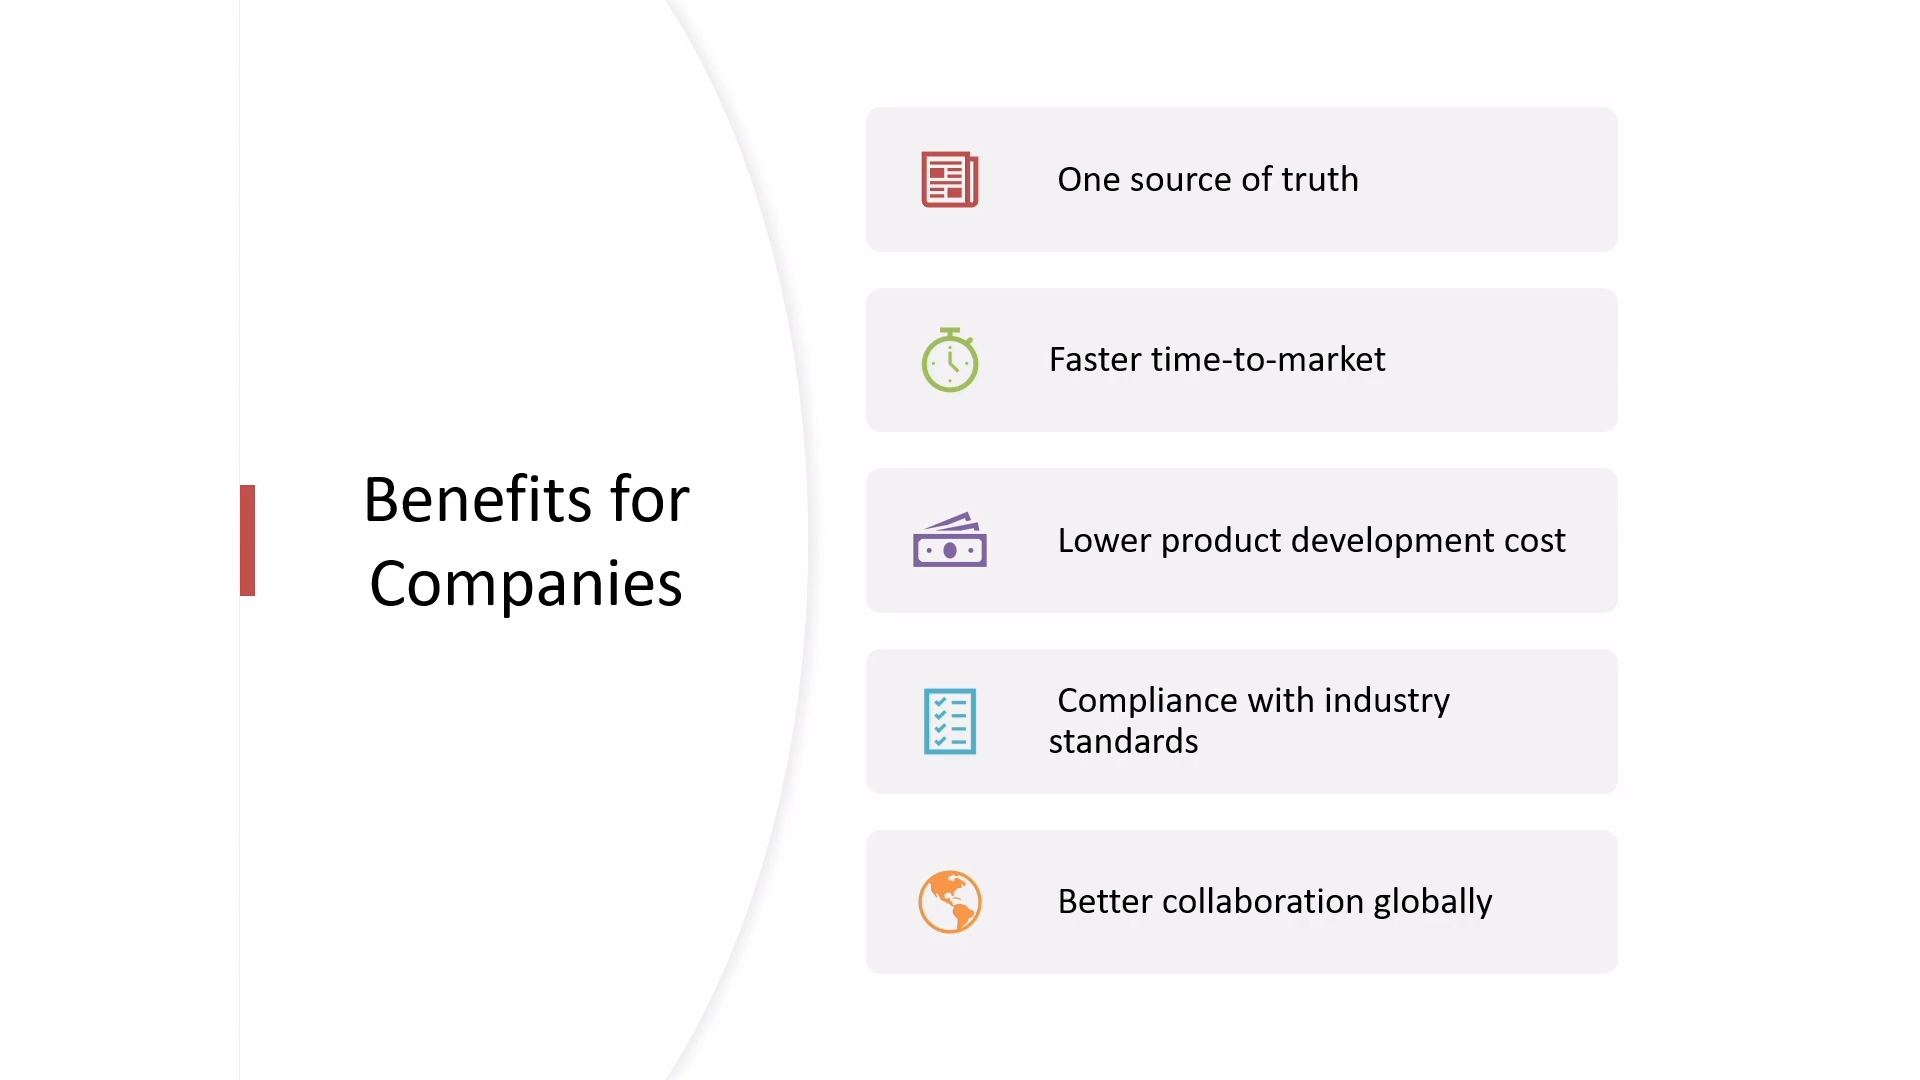 Benefits for
Companies
One source of truth
Faster time-to-market
Lower product development cost
Compliance with industry
standards
Better collaboration globally